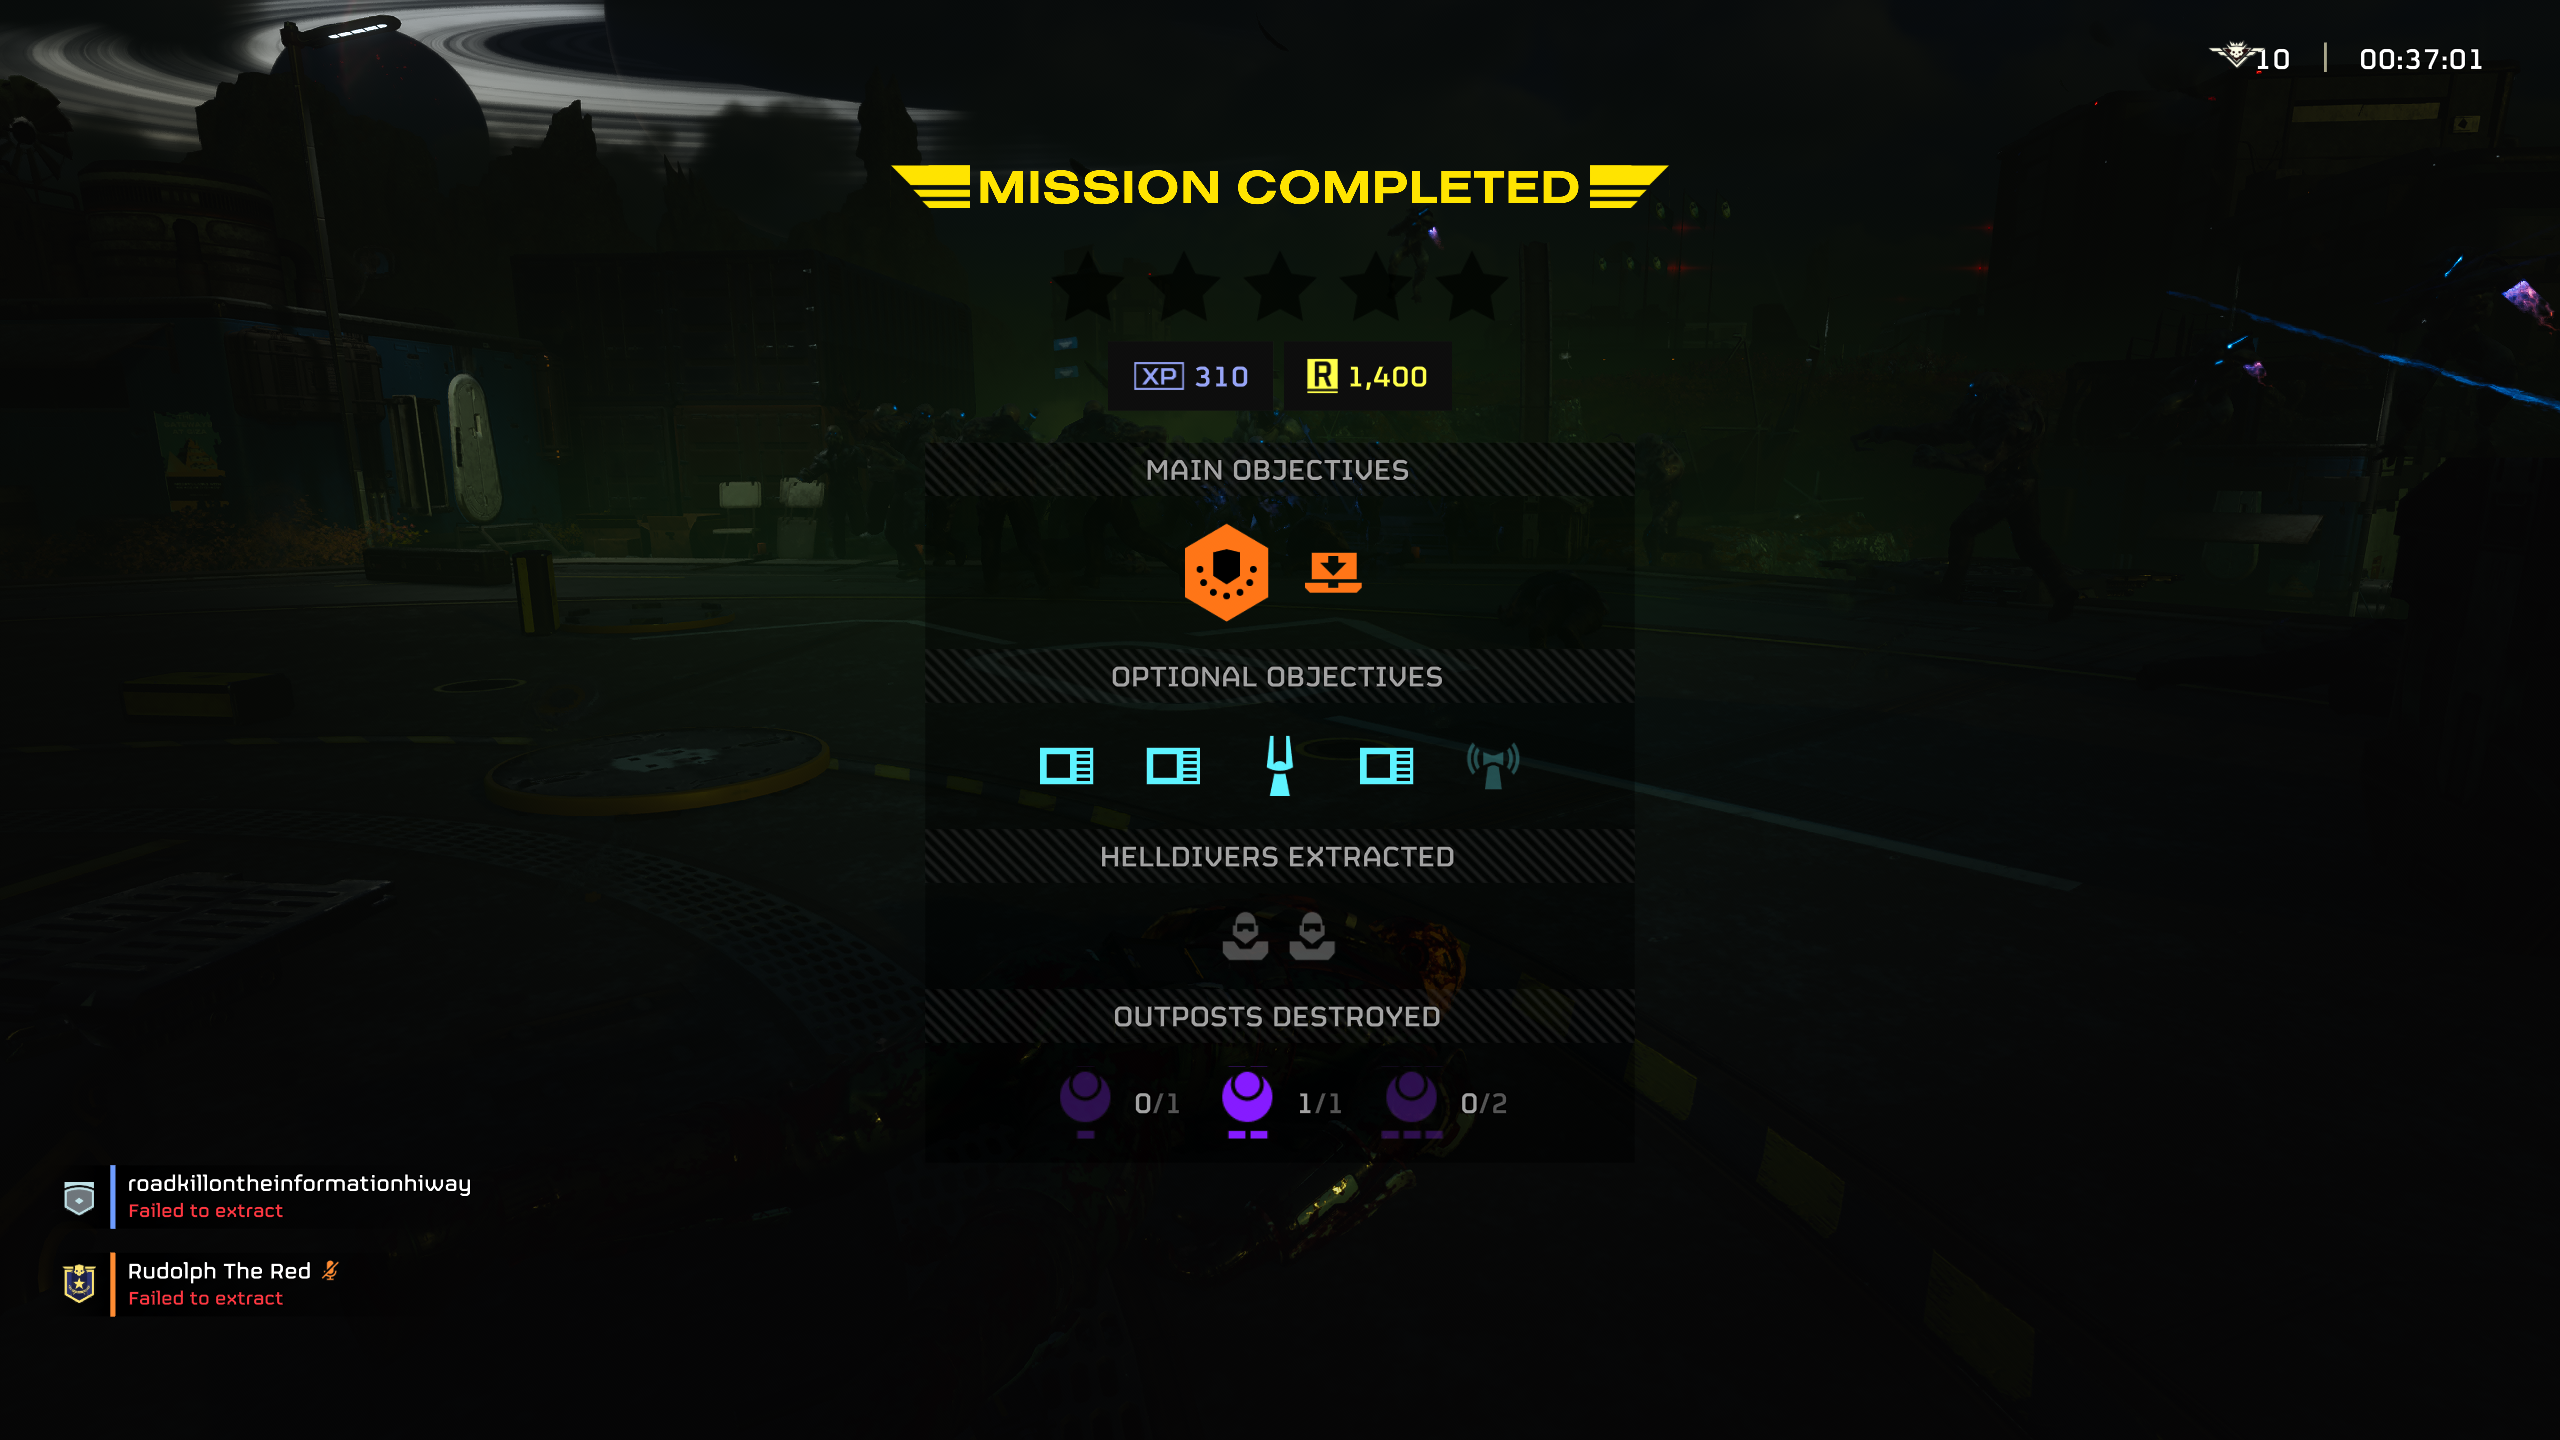 10 | 00:37:01
MISSION COMPLETED
XP 310 R 1,400
MAIN OBJECTIVES
OPTIONAL OBJECTIVES
HELLDIVERS EXTRACTED
OUTPOSTS DESTROYED
0/1 1/1 0/2
roadkillontheinformationhiway
Failed to extract
Rudolph The Red
Failed to extract